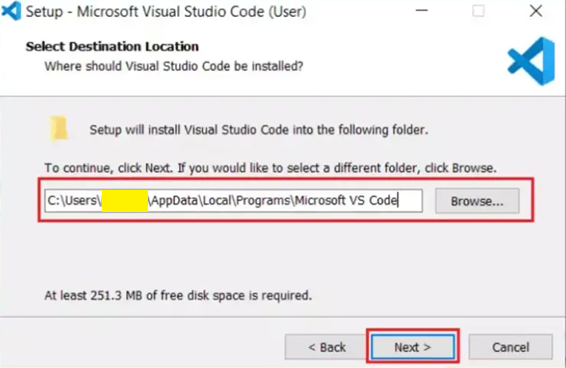 Setup - Microsoft Visual Studio Code (User)
Select Destination Location
Where should Visual Studio Code be installed?
Setup will install Visual Studio Code into the following folder.
To continue, click Next. If you would like to select a different folder, click Browse.
C:\Users\ \AppData\Local\Programs\Microsoft VS Code Browse...
At least 251.3 MB of free disk space is required.
< Back Next > Cancel